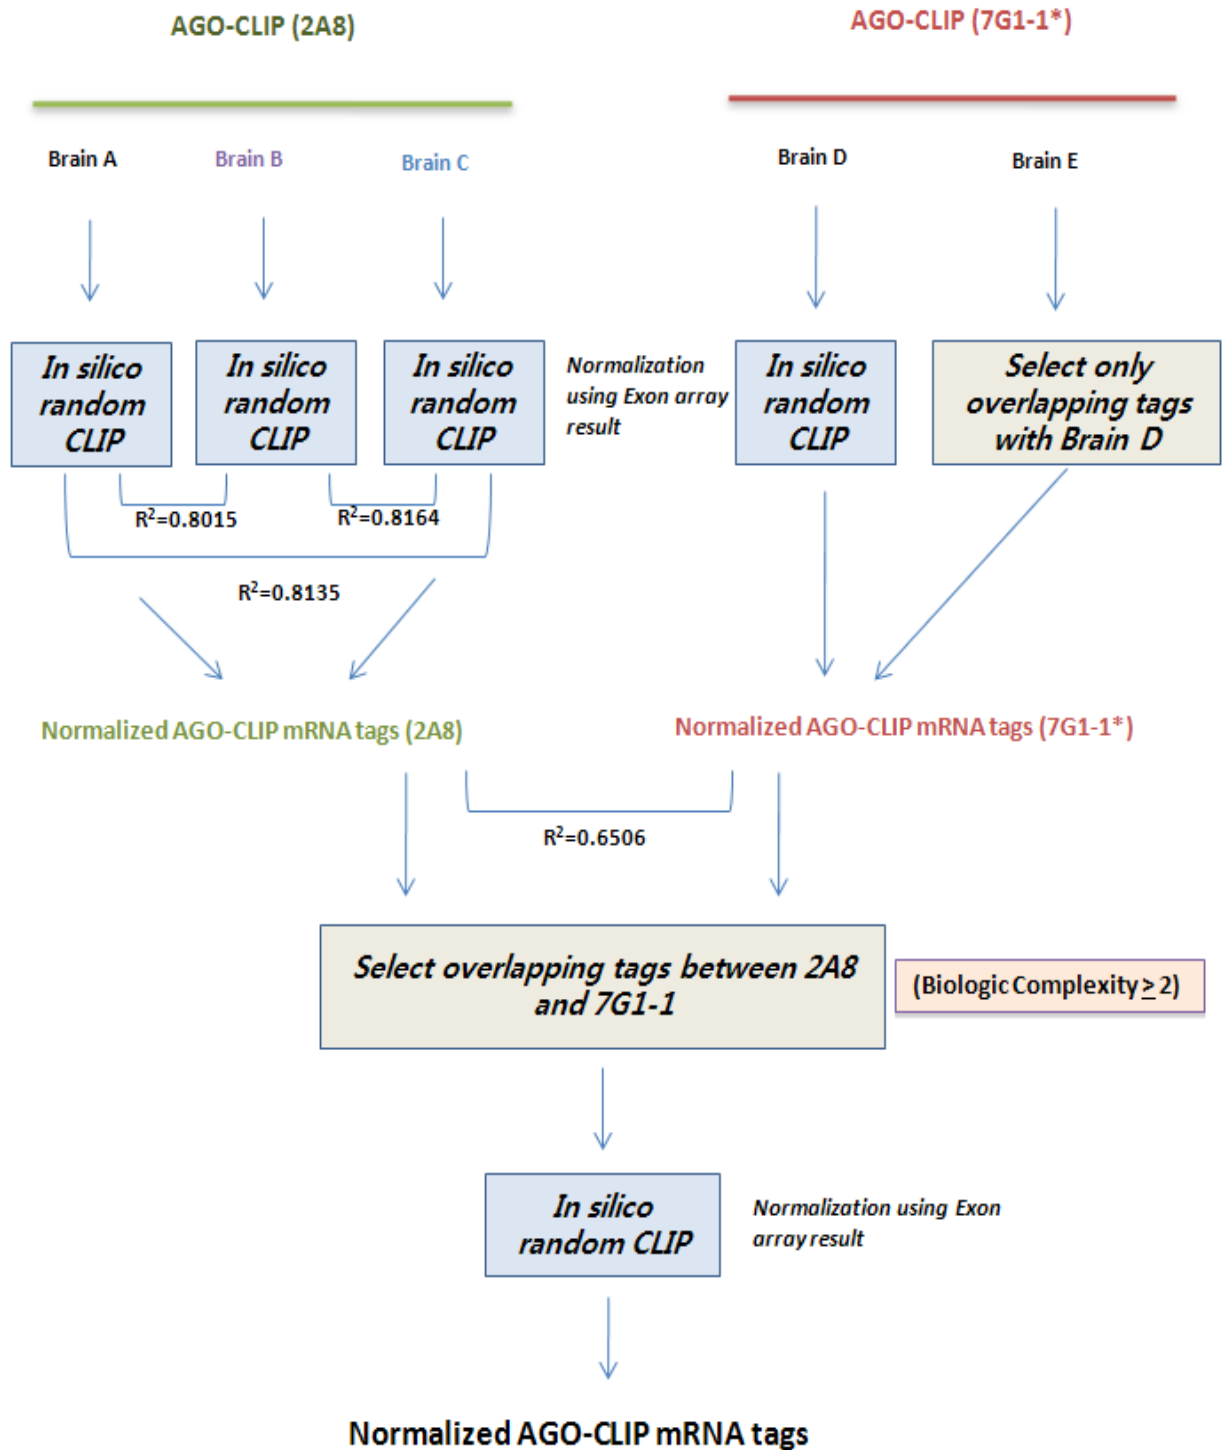 AGO-CLIP (2A8)
AGO-CLIP (7G1-1*)
Brain A
Brain B
Brain C
Brain D
Brain E
In silico
random
CLIP
In silico
random
CLIP
In silico
random
CLIP
Normalization
using Exon array
result
In silico
random
CLIP
Select only
overlapping tags
with Brain D
R²=0.8015
R²=0.8164
R²=0.8135
Normalized AGO-CLIP mRNA tags (2A8)
Normalized AGO-CLIP mRNA tags (7G1-1*)
R²=0.6506
Select overlapping tags between 2A8
and 7G1-1
(Biologic Complexity ≥ 2)
In silico
random CLIP
Normalization using Exon
array result
Normalized AGO-CLIP mRNA tags